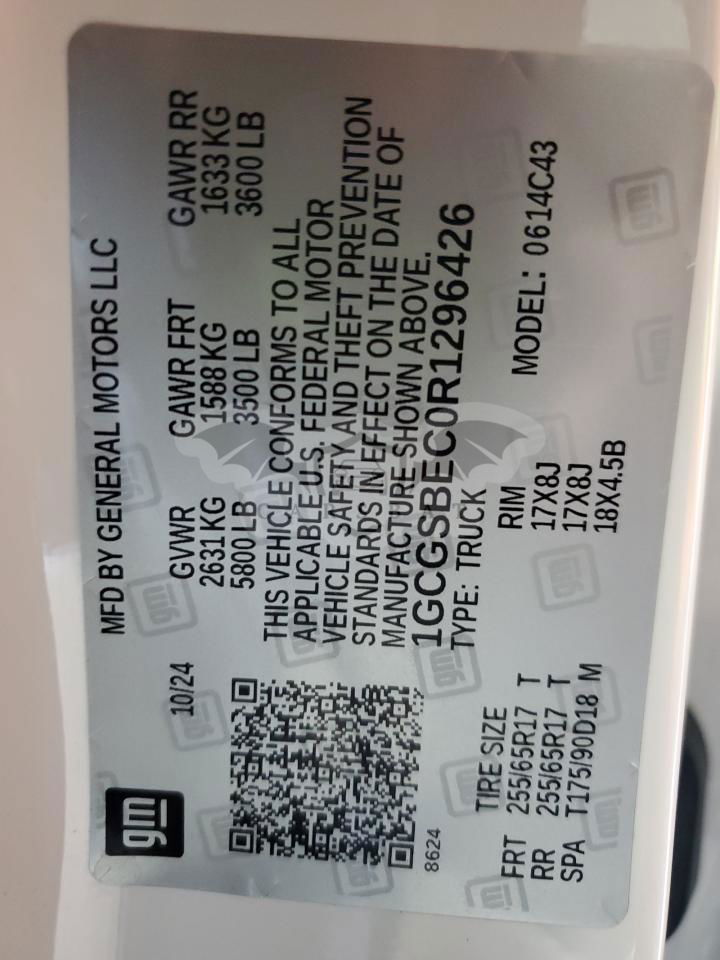 gm
10/24 MFD BY GENERAL MOTORS LLC
GVWR GAWR FRT GAWR RR
2631 KG 1588 KG 1633 KG
5800 LB 3500 LB 3600 LB
THIS VEHICLE CONFORMS TO ALL
APPLICABLE U.S. FEDERAL MOTOR
VEHICLE SAFETY AND THEFT PREVENTION
STANDARDS IN EFFECT ON THE DATE OF
MANUFACTURE SHOWN ABOVE.
1GCGSBEC0R1296426
8624
TYPE: TRUCK
MODEL: 0614C43
TIRE SIZE RIM
FRT 255/65R17 T 17X8J
RR 255/65R17 T 17X8J
SPA T175/90D18 M 18X4.5B